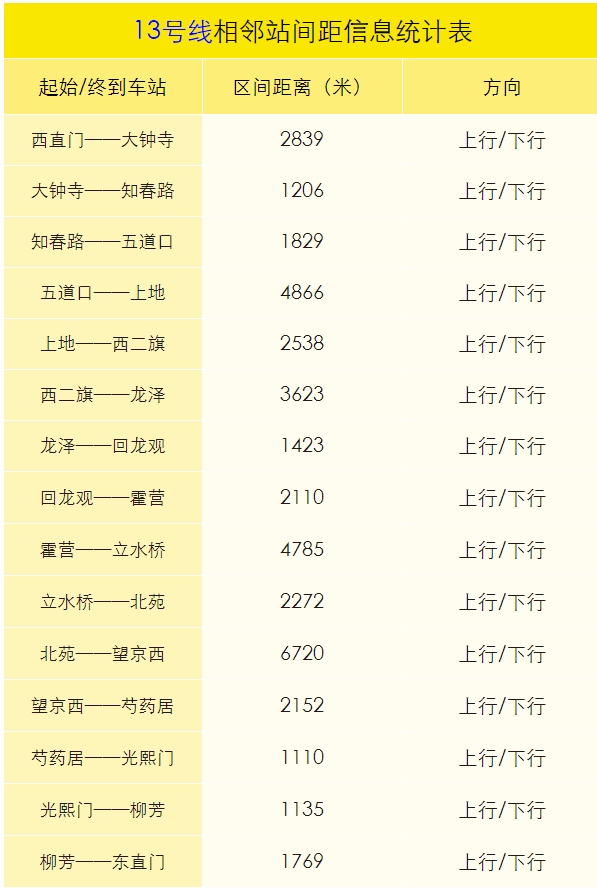 13号线相邻站间距信息统计表
起始/终到车站 区间距离（米） 方向
西直门——大钟寺 2839 上行/下行
大钟寺——知春路 1206 上行/下行
知春路——五道口 1829 上行/下行
五道口——上地 4866 上行/下行
上地——西二旗 2538 上行/下行
西二旗——龙泽 3623 上行/下行
龙泽——回龙观 1423 上行/下行
回龙观——霍营 2110 上行/下行
霍营——立水桥 4785 上行/下行
立水桥——北苑 2272 上行/下行
北苑——望京西 6720 上行/下行
望京西——芍药居 2152 上行/下行
芍药居——光熙门 1110 上行/下行
光熙门——柳芳 1135 上行/下行
柳芳——东直门 1769 上行/下行